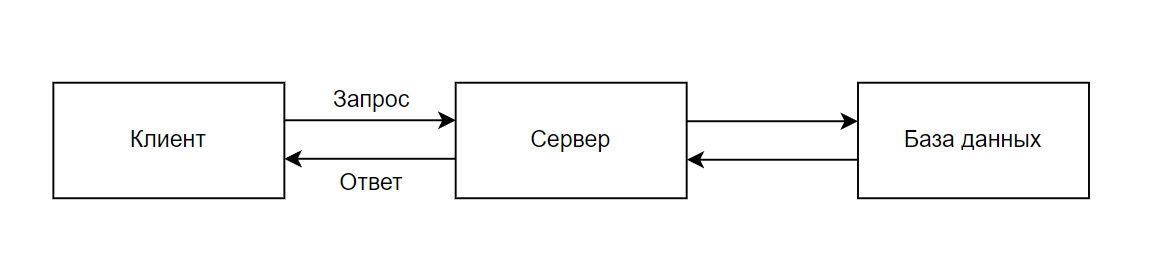 Клиент
Запрос
Ответ
Сервер
База данных